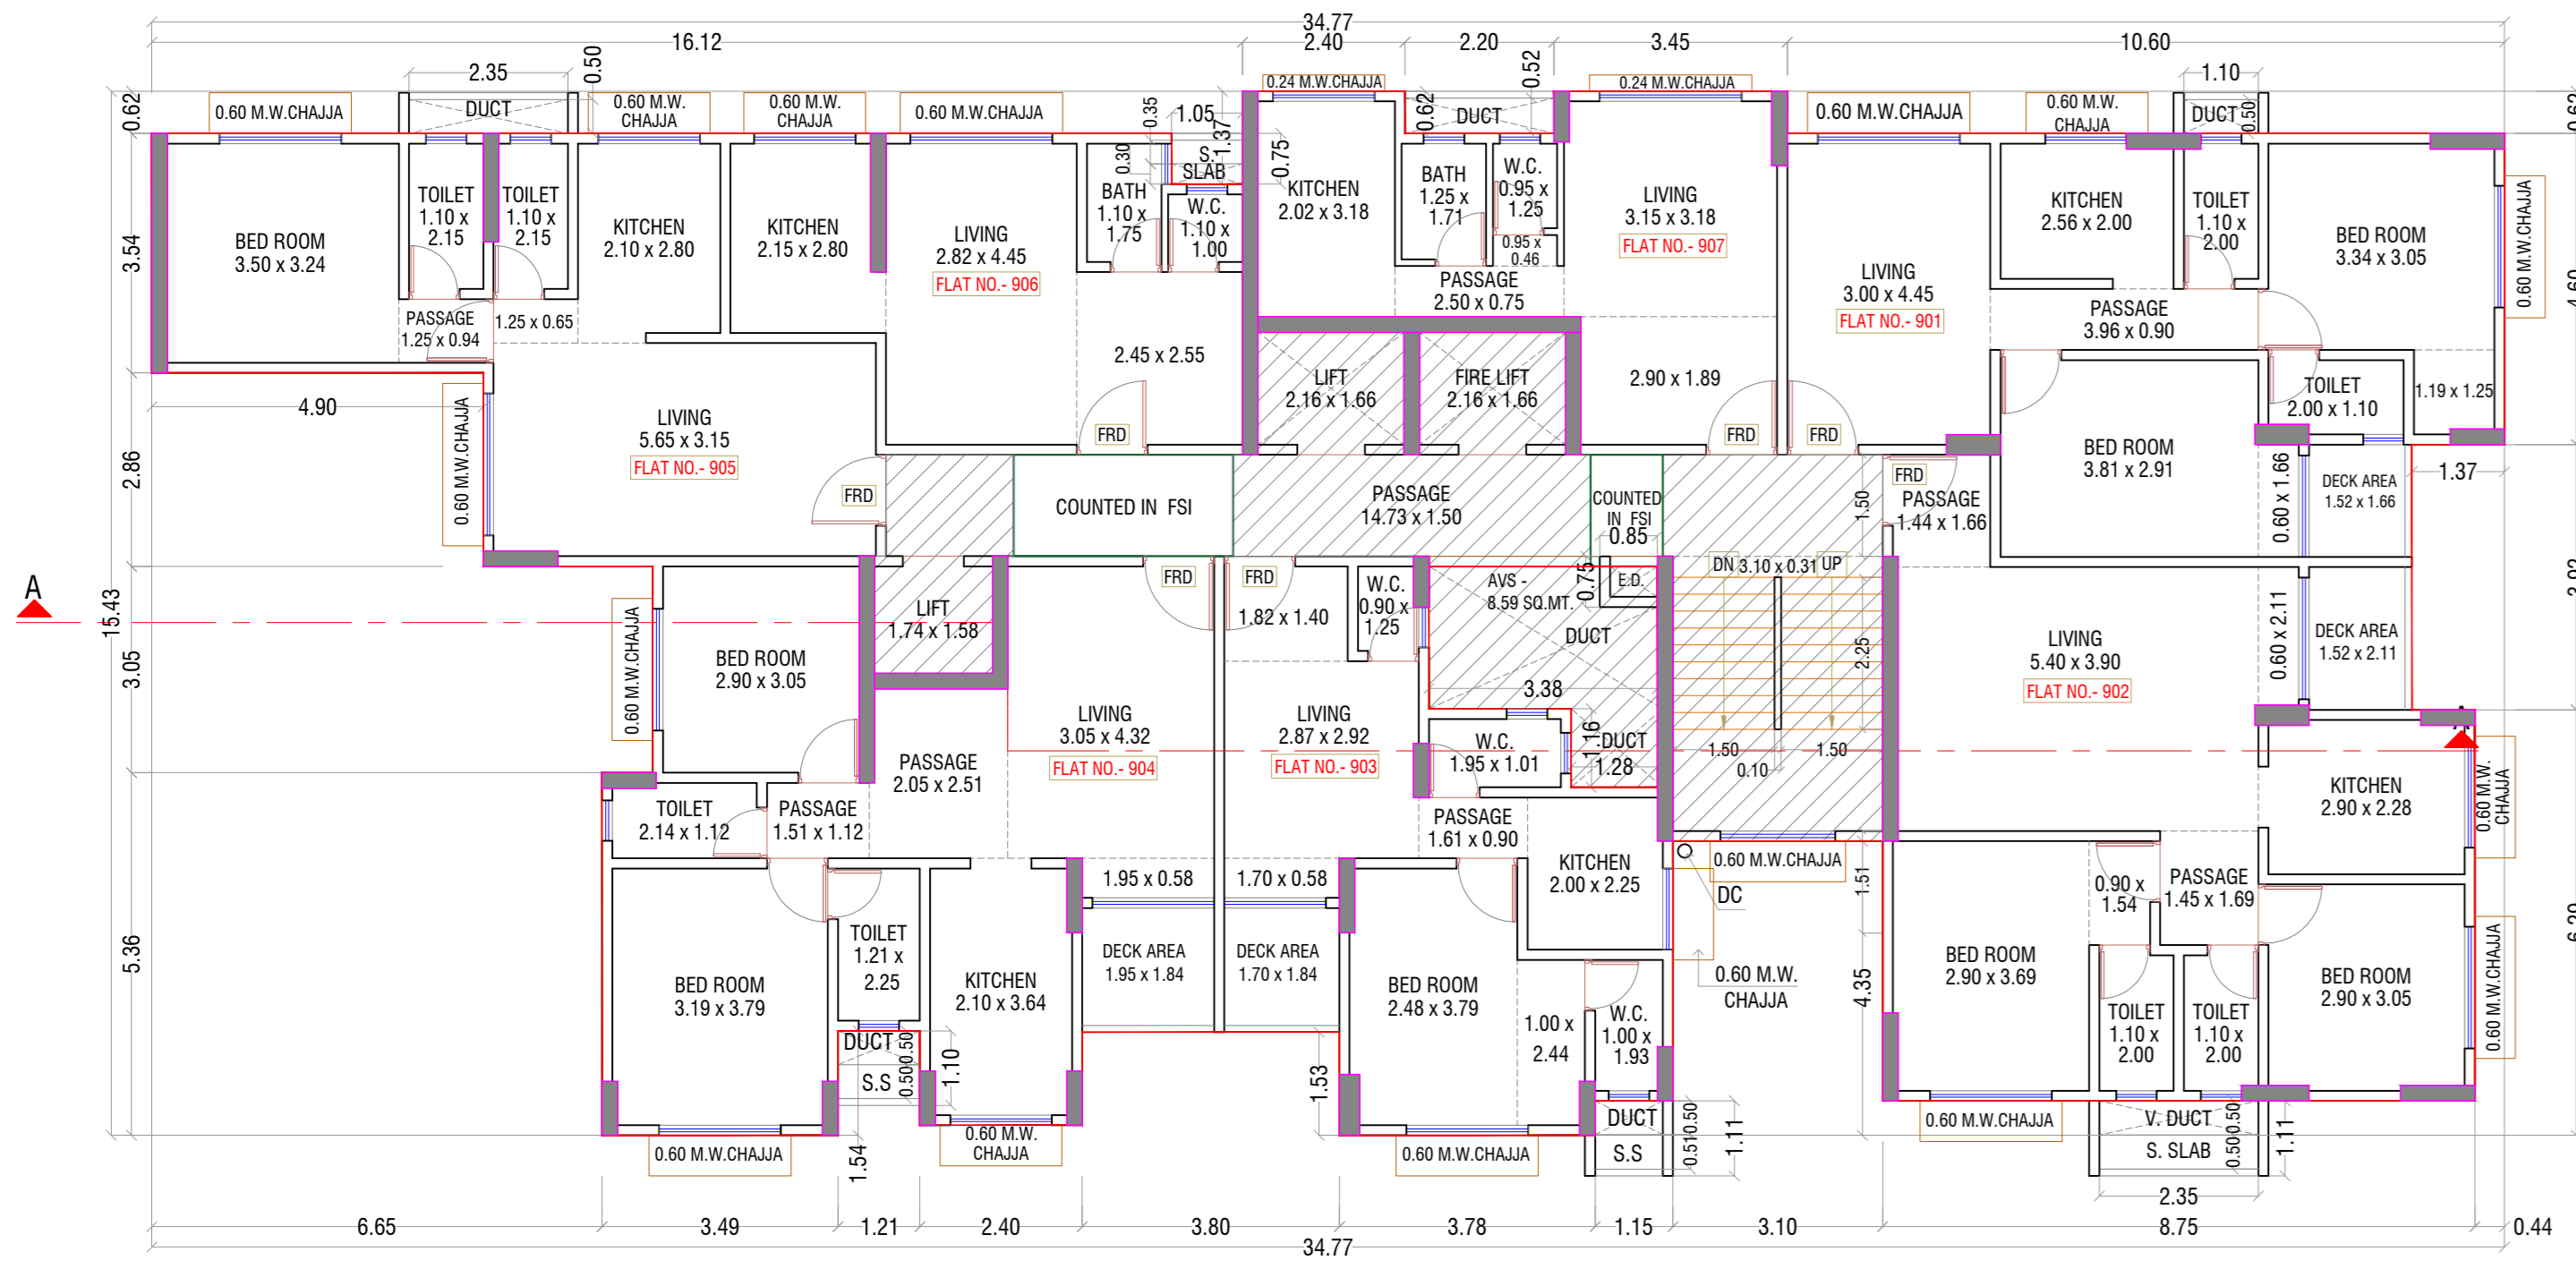 34.77
16.12
2.40
2.20
3.45
10.60
2.35
0.50
0.52
1.10
0.62
0.60 M.W.CHAJJA
DUCT
0.60 M.W.
CHAJJA
0.60 M.W.
CHAJJA
0.60 M.W.CHAJJA
0.35
1.05
1.37
0.30
S.
SLAB
0.75
0.24 M.W.CHAJJA
0.62
DUCT
0.24 M.W.CHAJJA
0.60 M.W.CHAJJA
0.60 M.W.
CHAJJA
DUCT
0.50
3.54
BED ROOM
3.50 x 3.24
TOILET
1.10 x
2.15
TOILET
1.10 x
2.15
KITCHEN
2.10 x 2.80
KITCHEN
2.15 x 2.80
LIVING
2.82 x 4.45
FLAT NO.- 906
BATH
1.10 x
1.75
W.C.
1.10 x
1.00
KITCHEN
2.02 x 3.18
BATH
1.25 x
1.71
W.C.
0.95 x
1.25
0.95 x
0.46
PASSAGE
2.50 x 0.75
LIVING
3.15 x 3.18
FLAT NO.- 907
LIVING
3.00 x 4.45
FLAT NO.- 901
KITCHEN
2.56 x 2.00
TOILET
1.10 x
2.00
BED ROOM
3.34 x 3.05
0.60 M.W.CHAJJA
PASSAGE
1.25 x 0.94
1.25 x 0.65
PASSAGE
3.96 x 0.90
2.45 x 2.55
LIFT
2.16 x 1.66
FIRE LIFT
2.16 x 1.66
2.90 x 1.89
TOILET
2.00 x 1.10
1.19 x 1.25
4.90
0.60 M.W.CHAJJA
LIVING
5.65 x 3.15
FLAT NO.- 905
FRD
FRD
FRD
BED ROOM
3.81 x 2.91
2.86
FRD
COUNTED IN FSI
PASSAGE
14.73 x 1.50
COUNTED
IN FSI
0.85
1.50
FRD
PASSAGE
1.44 x 1.66
0.60 x 1.66
DECK AREA
1.52 x 1.66
1.37
A
15.43
3.05
0.60 M.W.CHAJJA
BED ROOM
2.90 x 3.05
LIFT
1.74 x 1.58
FRD
FRD
1.82 x 1.40
W.C.
0.90 x
1.25
AVS -
8.59 SQ.MT.
0.75
E.D.
DUCT
3.38
DN
3.10 x 0.31
UP
2.25
LIVING
5.40 x 3.90
FLAT NO.- 902
0.60 x 2.11
DECK AREA
1.52 x 2.11
A
PASSAGE
2.05 x 2.51
LIVING
3.05 x 4.32
FLAT NO.- 904
LIVING
2.87 x 2.92
FLAT NO.- 903
W.C.
1.95 x 1.01
1.16
DUCT
1.28
1.50
0.10
1.50
KITCHEN
2.90 x 2.28
0.60 M.W.
CHAJJA
TOILET
2.14 x 1.12
PASSAGE
1.51 x 1.12
PASSAGE
1.61 x 0.90
KITCHEN
2.00 x 2.25
0.60 M.W.CHAJJA
DC
1.51
0.90 x
1.54
PASSAGE
1.45 x 1.69
1.95 x 0.58
1.70 x 0.58
5.36
BED ROOM
3.19 x 3.79
TOILET
1.21 x
2.25
KITCHEN
2.10 x 3.64
DECK AREA
1.95 x 1.84
DECK AREA
1.70 x 1.84
BED ROOM
2.48 x 3.79
1.00 x
2.44
W.C.
1.00 x
1.93
0.60 M.W.
CHAJJA
4.35
BED ROOM
2.90 x 3.69
TOILET
1.10 x
2.00
TOILET
1.10 x
2.00
BED ROOM
2.90 x 3.05
0.60 M.W.CHAJJA
DUCT
0.50
S.S
0.50
1.10
1.53
0.60 M.W.CHAJJA
1.54
0.60 M.W.
CHAJJA
0.60 M.W.CHAJJA
DUCT
0.50
S.S
0.51
1.11
0.60 M.W.CHAJJA
V. DUCT
0.50
S. SLAB
0.50
1.11
2.35
6.65
3.49
1.21
2.40
3.80
3.78
1.15
3.10
8.75
0.44
34.77